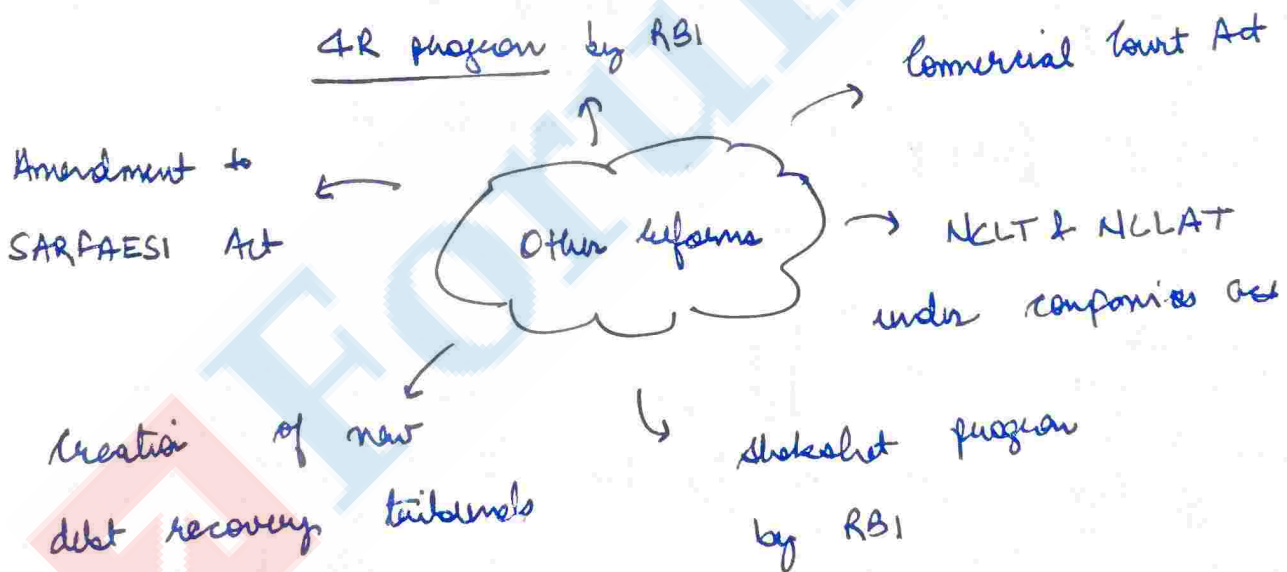 4R program by RBI
Commercial Court Act
Amendment to
SARFAESI Act
Other reforms
NCLT & NCLAT
under companies act
Creation of new
debt recovery tribunals
program
by RBI
Forum